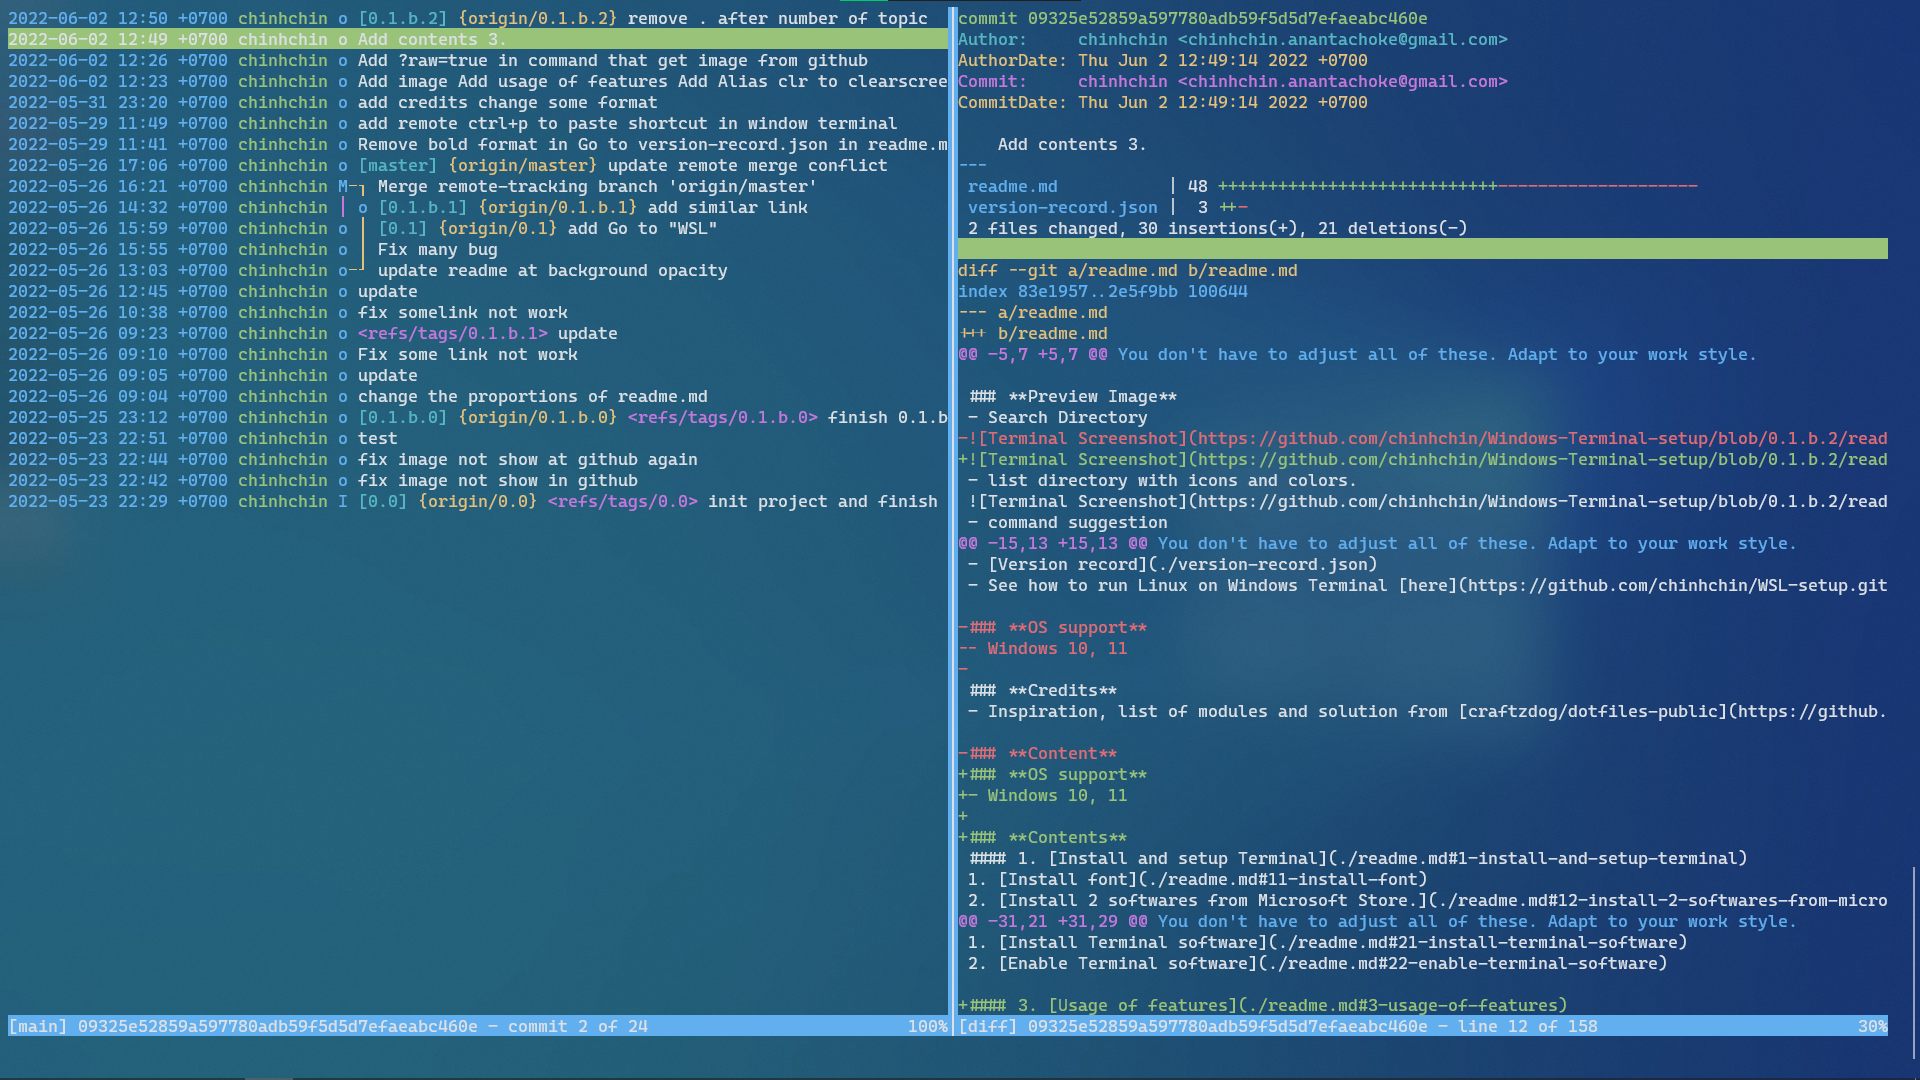 2022-06-02 12:50 +0700 chinhchin o [0.1.b.2] {origin/0.1.b.2} remove . after number of topic
2022-06-02 12:49 +0700 chinhchin o Add contents 3.
2022-06-02 12:26 +0700 chinhchin o Add ?raw=true in command that get image from github
2022-06-02 12:23 +0700 chinhchin o Add image Add usage of features Add Alias clr to clearscree
2022-05-31 23:20 +0700 chinhchin o add credits change some format
2022-05-29 11:49 +0700 chinhchin o add remote ctrl+p to paste shortcut in window terminal
2022-05-29 11:41 +0700 chinhchin o Remove bold format in Go to version-record.json in readme.m
2022-05-26 17:06 +0700 chinhchin o [master] {origin/master} update remote merge conflict
2022-05-26 16:21 +0700 chinhchin M─┐ Merge remote-tracking branch 'origin/master'
2022-05-26 14:32 +0700 chinhchin │ o [0.1.b.1] {origin/0.1.b.1} add similar link
2022-05-26 15:59 +0700 chinhchin o │ [0.1] {origin/0.1} add Go to "WSL"
2022-05-26 15:55 +0700 chinhchin o │ Fix many bug
2022-05-26 13:03 +0700 chinhchin o─┘ update readme at background opacity
2022-05-26 12:45 +0700 chinhchin o update
2022-05-26 10:38 +0700 chinhchin o fix somelink not work
2022-05-26 09:23 +0700 chinhchin o <refs/tags/0.1.b.1> update
2022-05-26 09:10 +0700 chinhchin o Fix some link not work
2022-05-26 09:05 +0700 chinhchin o update
2022-05-26 09:04 +0700 chinhchin o change the proportions of readme.md
2022-05-25 23:12 +0700 chinhchin o [0.1.b.0] {origin/0.1.b.0} <refs/tags/0.1.b.0> finish 0.1.b
2022-05-23 22:51 +0700 chinhchin o test
2022-05-23 22:44 +0700 chinhchin o fix image not show at github again
2022-05-23 22:42 +0700 chinhchin o fix image not show in github
2022-05-23 22:29 +0700 chinhchin I [0.0] {origin/0.0} <refs/tags/0.0> init project and finish
[main] 09325e52859a597780adb59f5d5d7efaeabc460e - commit 2 of 24 100%
commit 09325e52859a597780adb59f5d5d7efaeabc460e
Author:     chinhchin <chinhchin.anantachoke@gmail.com>
AuthorDate: Thu Jun 2 12:49:14 2022 +0700
Commit:     chinhchin <chinhchin.anantachoke@gmail.com>
CommitDate: Thu Jun 2 12:49:14 2022 +0700
Add contents 3.
---
readme.md           | 48 ++++++++++++++++++++++++++++--------------------
version-record.json |  3 ++-
2 files changed, 30 insertions(+), 21 deletions(-)
diff --git a/readme.md b/readme.md
index 83e1957..2e5f9bb 100644
--- a/readme.md
+++ b/readme.md
@@ -5,7 +5,7 @@ You don't have to adjust all of these. Adapt to your work style.
### **Preview Image**
- Search Directory
-![Terminal Screenshot](https://github.com/chinhchin/Windows-Terminal-setup/blob/0.1.b.2/read
+![Terminal Screenshot](https://github.com/chinhchin/Windows-Terminal-setup/blob/0.1.b.2/read
- list directory with icons and colors.
![Terminal Screenshot](https://github.com/chinhchin/Windows-Terminal-setup/blob/0.1.b.2/read
- command suggestion
@@ -15,13 +15,13 @@ You don't have to adjust all of these. Adapt to your work style.
- [Version record](./version-record.json)
- See how to run Linux on Windows Terminal [here](https://github.com/chinhchin/WSL-setup.git
-### **OS support**
-- Windows 10, 11
-
### **Credits**
- Inspiration, list of modules and solution from [craftzdog/dotfiles-public](https://github.
-### **Content**
+### **OS support**
+- Windows 10, 11
+
+### **Contents**
#### 1. [Install and setup Terminal](./readme.md#1-install-and-setup-terminal)
1. [Install font](./readme.md#11-install-font)
2. [Install 2 softwares from Microsoft Store.](./readme.md#12-install-2-softwares-from-micro
@@ -31,21 +31,29 @@ You don't have to adjust all of these. Adapt to your work style.
1. [Install Terminal software](./readme.md#21-install-terminal-software)
2. [Enable Terminal software](./readme.md#22-enable-terminal-software)
+#### 3. [Usage of features](./readme.md#3-usage-of-features)
[diff] 09325e52859a597780adb59f5d5d7efaeabc460e - line 12 of 158 30%